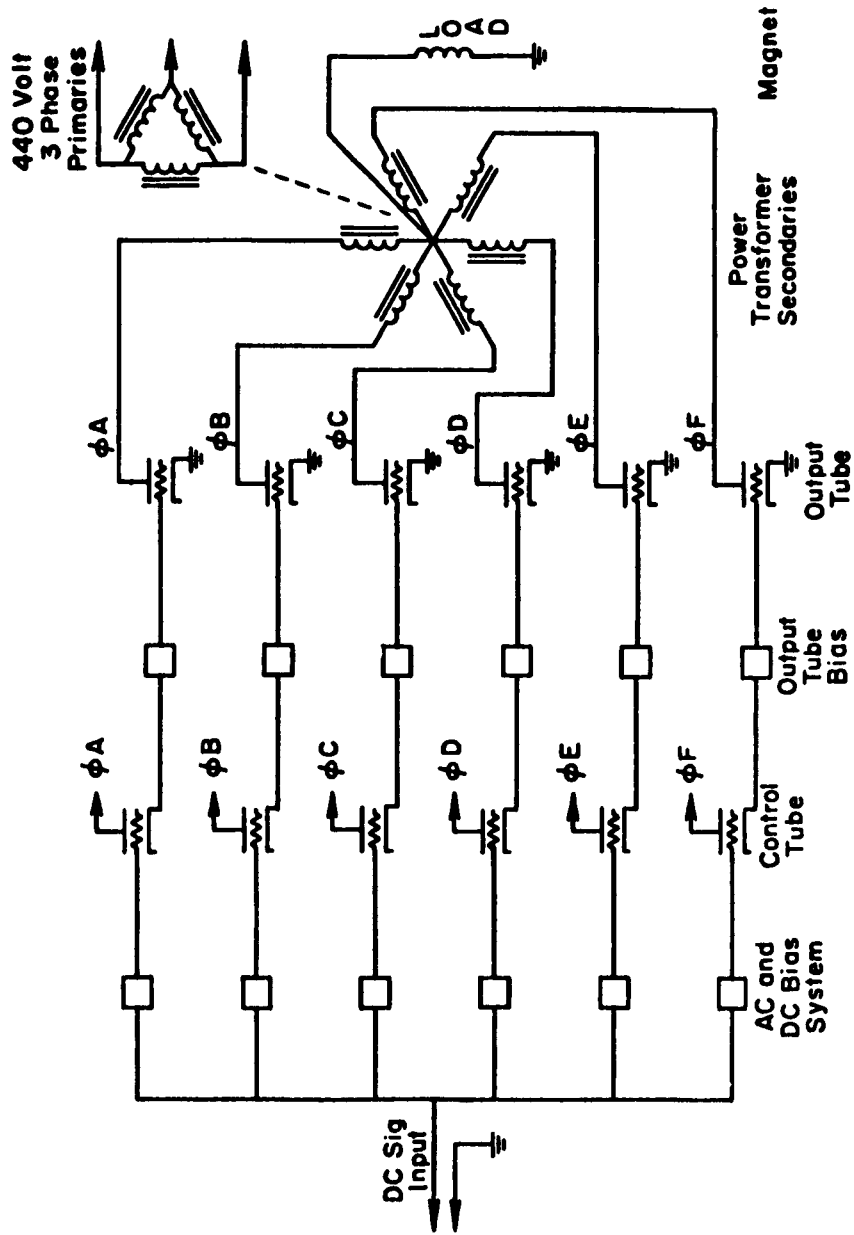 440 Volt
3 Phase
Primaries
LOAD
Magnet
Power
Transformer
Secondaries
ϕA
ϕB
ϕC
ϕD
ϕE
ϕF
Output
Tube
Output
Tube
Bias
ϕA
ϕB
ϕC
ϕD
ϕE
ϕF
Control
Tube
AC and
DC Bias
System
DC Sig
Input